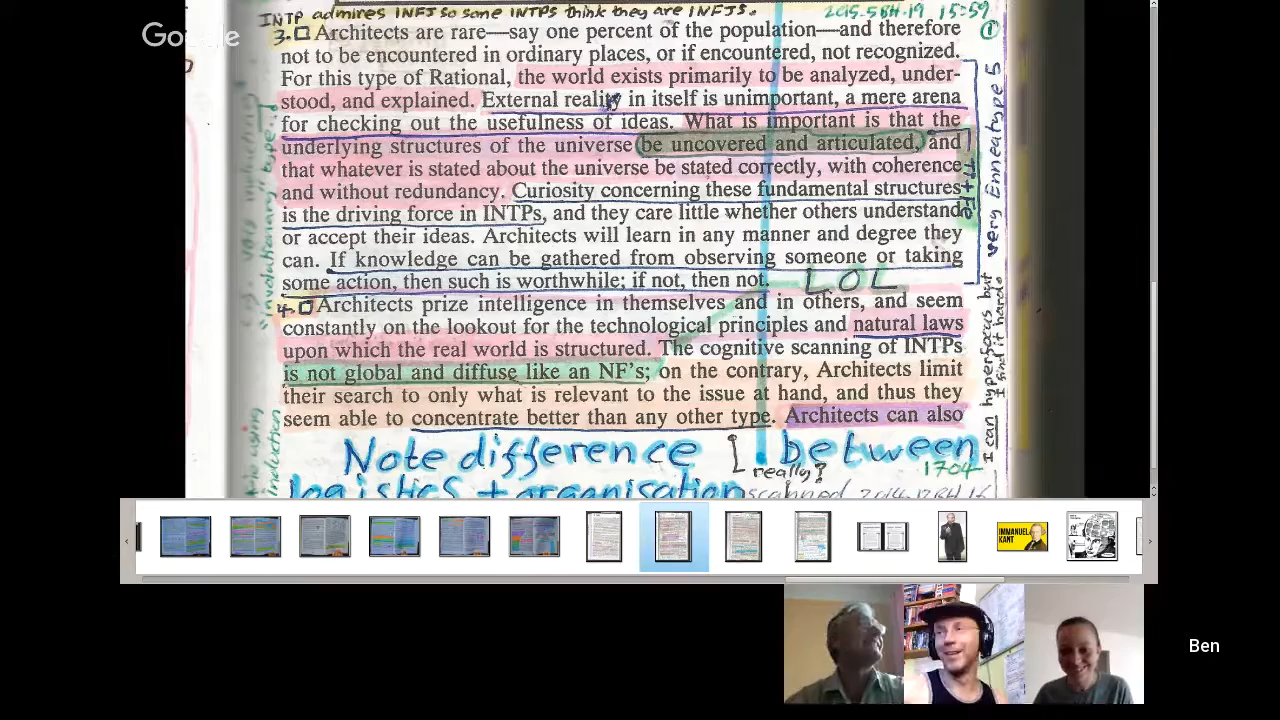 INTP admires INFJ so some INTPs think they are INFJS.
15:59
Google
3. Architects are rare—say one percent of the population—and therefore
not to be encountered in ordinary places, or if encountered, not recognized.
For this type of Rational, the world exists primarily to be analyzed, under-
stood, and explained. External reality in itself is unimportant, a mere arena
for checking out the usefulness of ideas. What is important is that the
underlying structures of the universe be uncovered and articulated, and
that whatever is stated about the universe be stated correctly, with coherence
and without redundancy. Curiosity concerning these fundamental structures
is the driving force in INTPs, and they care little whether others understand
or accept their ideas. Architects will learn in any manner and degree they
can. If knowledge can be gathered from observing someone or taking
some action, then such is worthwhile; if not, then not. LOL
4. Architects prize intelligence in themselves and in others, and seem
constantly on the lookout for the technological principles and natural laws
upon which the real world is structured. The cognitive scanning of INTPs
is not global and diffuse like an NF's; on the contrary, Architects limit
their search to only what is relevant to the issue at hand, and thus they
seem able to concentrate better than any other type. Architects can also
very Enneatype 5
I can hyperfocus but
I find it hard
Note difference between
really?
1704
logistics + organisation
scanned
induction
IMMANUEL
KANT
Ben